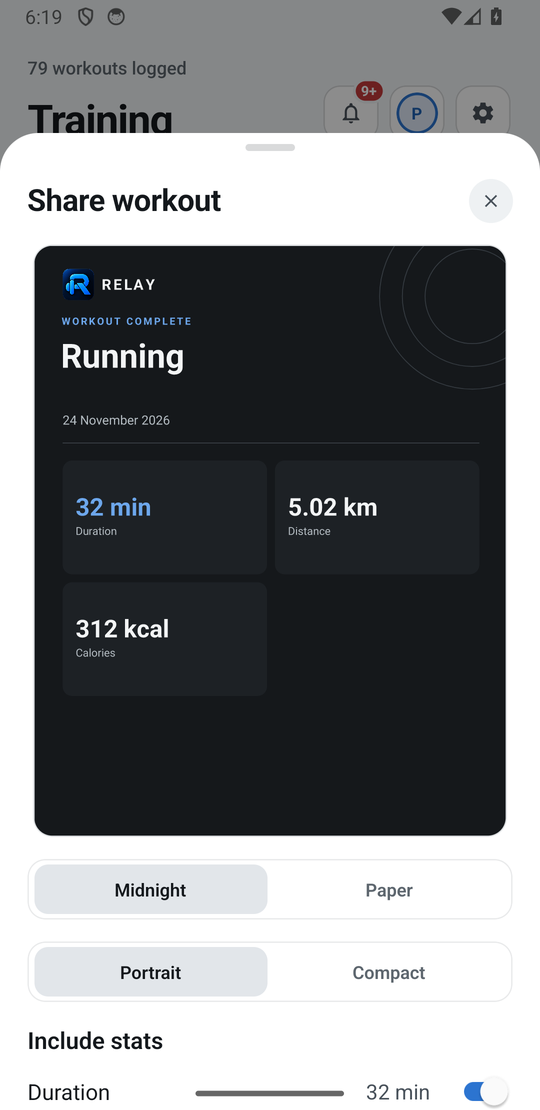 6:19
79 workouts logged
Training
9+
P
Share workout
RELAY
WORKOUT COMPLETE
Running
24 November 2026
32 min
Duration
5.02 km
Distance
312 kcal
Calories
Midnight
Paper
Portrait
Compact
Include stats
Duration
32 min